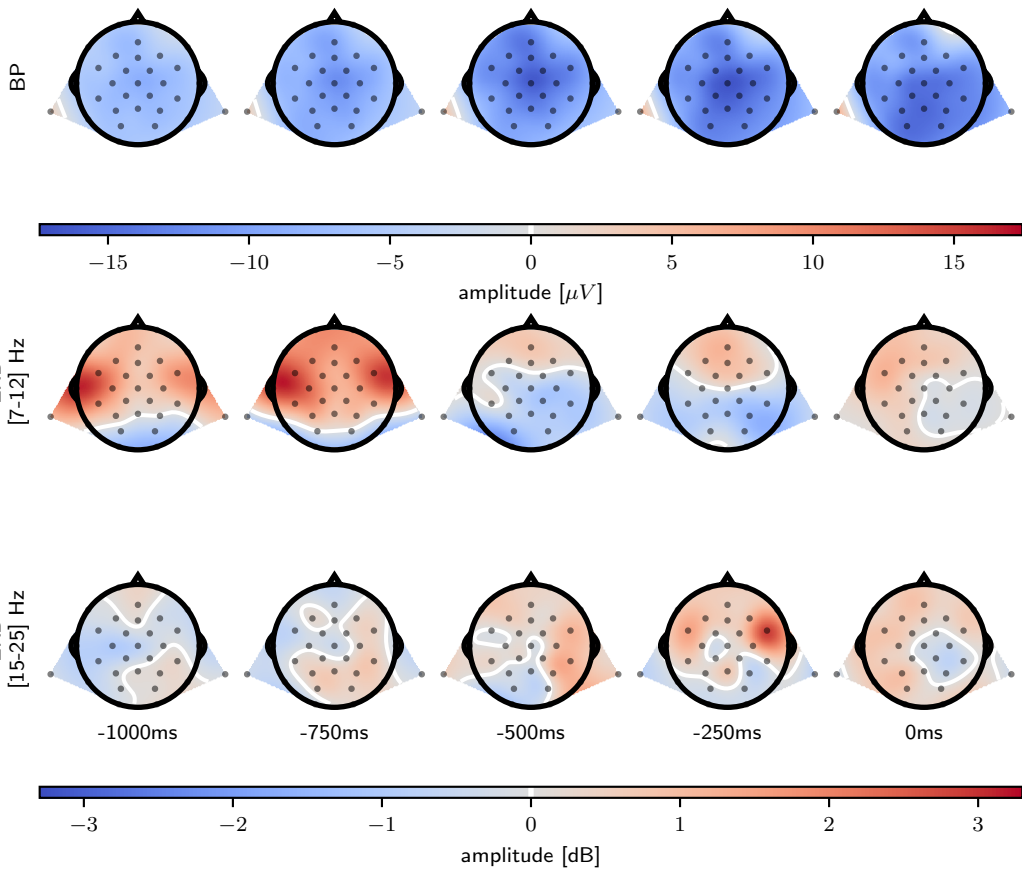 BP
−15 −10 −5 0 5 10 15
amplitude [μV]
[7-12] Hz
[15-25] Hz
-1000ms -750ms -500ms -250ms 0ms
−3 −2 −1 0 1 2 3
amplitude [dB]